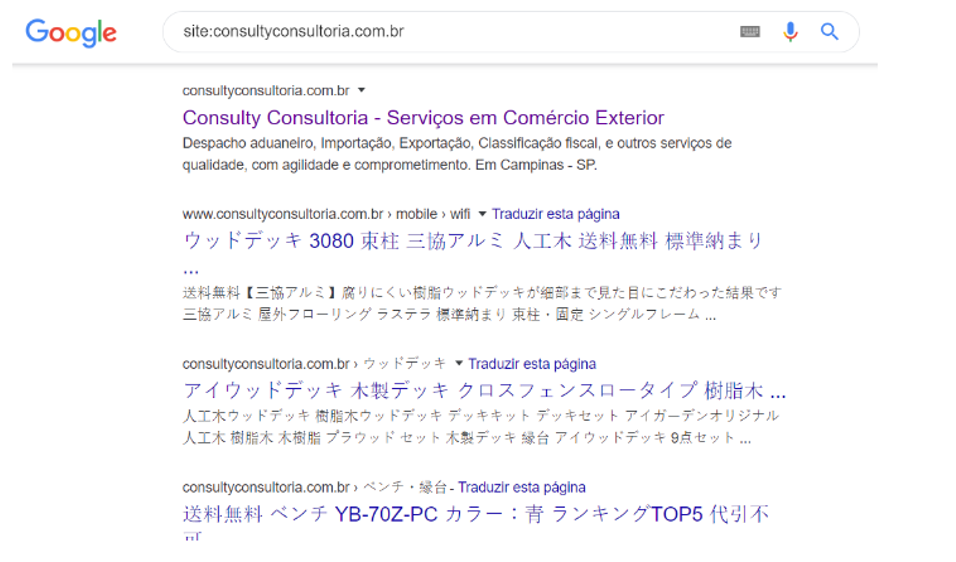 Google
site:consultyconsultoria.com.br
consultyconsultoria.com.br
Consulty Consultoria - Serviços em Comércio Exterior
Despacho aduaneiro, Importação, Exportação, Classificação fiscal, e outros serviços de
qualidade, com agilidade e comprometimento. Em Campinas - SP.
www.consultyconsultoria.com.br › mobile › wifi Traduzir esta página
ウッドデッキ 3080 束柱 三協アルミ 人工木 送料無料 標準納まり
...
送料無料【三協アルミ】腐りにくい樹脂ウッドデッキが細部まで見た目にこだわった結果です
三協アルミ 屋外フローリング ラステラ 標準納まり 束柱・固定 シングルフレーム ...
consultyconsultoria.com.br › ウッドデッキ Traduzir esta página
アイウッドデッキ 木製デッキ クロスフェンスロータイプ 樹脂木 ...
人工木ウッドデッキ 樹脂木ウッドデッキ デッキキット デッキセット アイガーデンオリジナル
人工木 樹脂木 木樹脂 プラウッド セット 木製デッキ 縁台 アイウッドデッキ 9点セット ...
consultyconsultoria.com.br › ベンチ・縁台 - Traduzir esta página
送料無料 ベンチ YB-70Z-PC カラー：青 ランキングTOP5 代引不
可